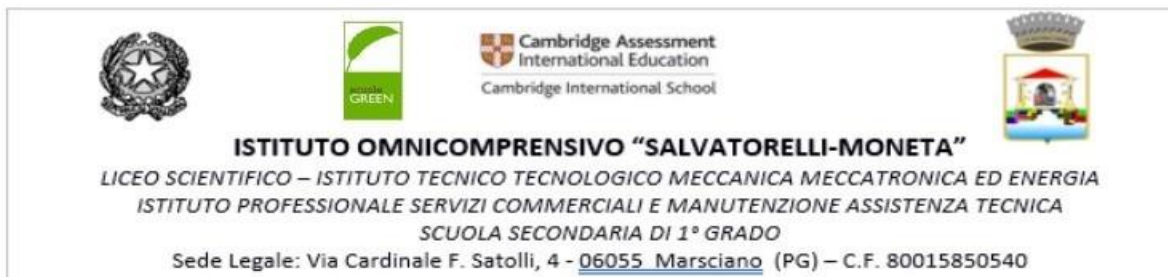 scuole
GREEN
Cambridge Assessment
International Education
Cambridge International School
ISTITUTO OMNICOMPRENSIVO “SALVATORELLI-MONETA”
LICEO SCIENTIFICO – ISTITUTO TECNICO TECNOLOGICO MECCANICA MECCATRONICA ED ENERGIA
ISTITUTO PROFESSIONALE SERVIZI COMMERCIALI E MANUTENZIONE ASSISTENZA TECNICA
SCUOLA SECONDARIA DI 1° GRADO
Sede Legale: Via Cardinale F. Satolli, 4 - 06055 Marsciano (PG) – C.F. 80015850540